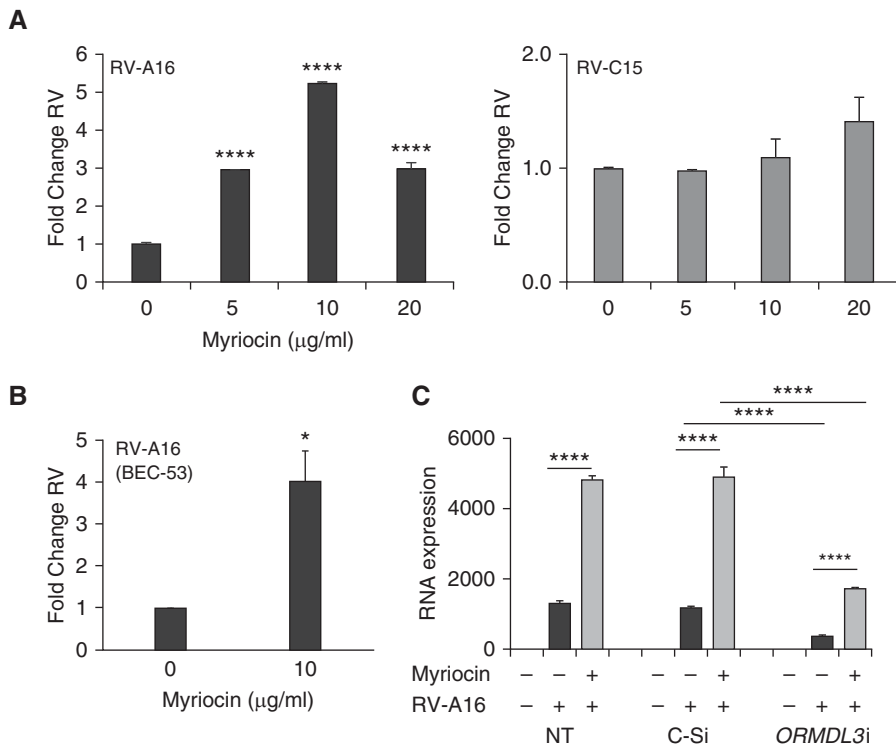 A
RV-A16
Fold Change RV
6
5
4
3
2
1
0
****
****
****
0 5 10 20
Myriocin (μg/ml)
RV-C15
Fold Change RV
2.0
1.0
0.0
0 5 10 20
B
RV-A16
(BEC-53)
Fold Change RV
5
4
3
2
1
0
*
0 10
Myriocin (μg/ml)
C
RNA expression
6000
4000
2000
0
****
****
****
****
****
Myriocin – – + – – + – – +
RV-A16 – + + – + + – + +
NT C-Si ORMDL3i